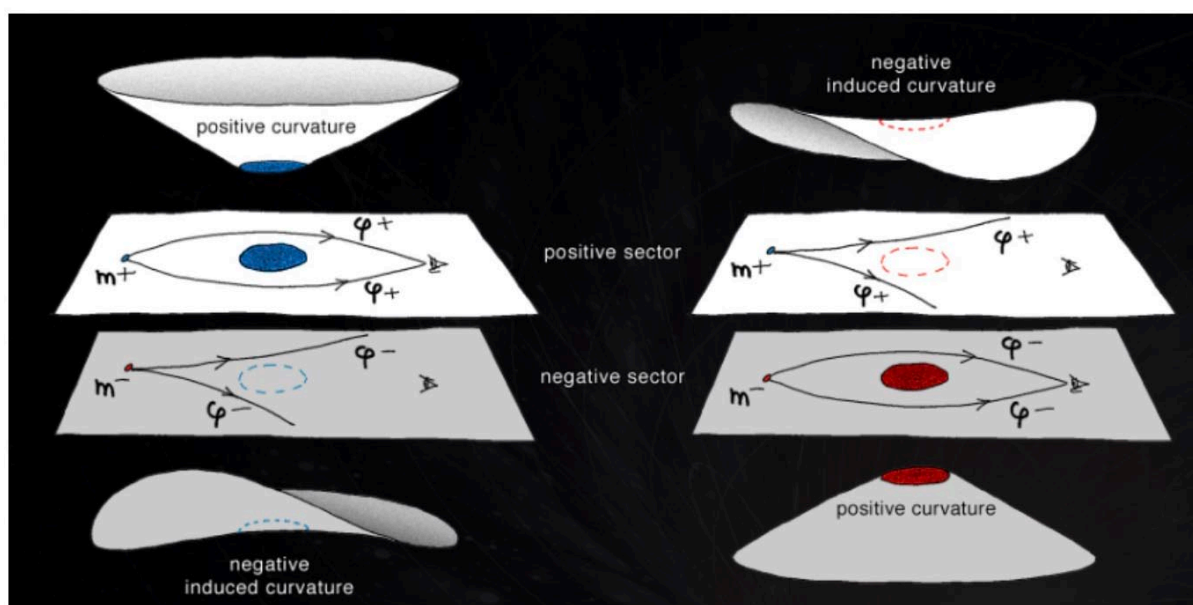 positive curvature
negative
induced curvature
φ+
m+
φ+
positive sector
φ+
m+
φ+
φ-
m-
φ-
negative sector
φ-
m-
φ-
negative
induced curvature
positive curvature